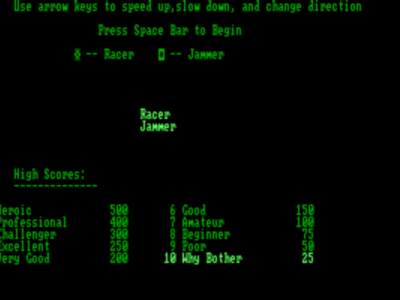 Use arrow keys to speed up,slow down, and change direction
Press Space Bar to Begin
-- Racer -- Jammer
Racer
Jammer
High Scores:
--------------
eroic 500 6 Good 150
Professional 400 7 Amateur 100
Challenger 300 8 Beginner 75
Excellent 250 9 Poor 50
Very Good 200 10 Why Bother 25